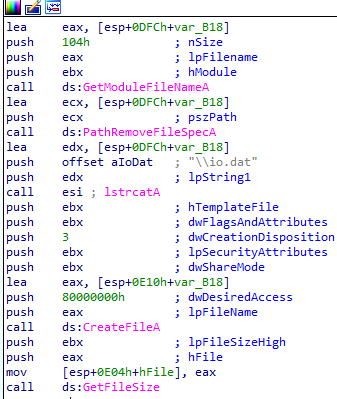 lea     eax, [esp+0DFCh+var_B18]
push    104h            ; nSize
push    eax             ; lpFilename
push    ebx             ; hModule
call    ds:GetModuleFileNameA
lea     ecx, [esp+0DFCh+var_B18]
push    ecx             ; pszPath
call    ds:PathRemoveFileSpecA
lea     edx, [esp+0DFCh+var_B18]
push    offset aIoDat   ; "\\io.dat"
push    edx             ; lpString1
call    esi ; lstrcatA
push    ebx             ; hTemplateFile
push    ebx             ; dwFlagsAndAttributes
push    3               ; dwCreationDisposition
push    ebx             ; lpSecurityAttributes
push    ebx             ; dwShareMode
lea     eax, [esp+0E10h+var_B18]
push    80000000h       ; dwDesiredAccess
push    eax             ; lpFileName
call    ds:CreateFileA
push    ebx             ; lpFileSizeHigh
push    eax             ; hFile
mov     [esp+0E04h+hFile], eax
call    ds:GetFileSize